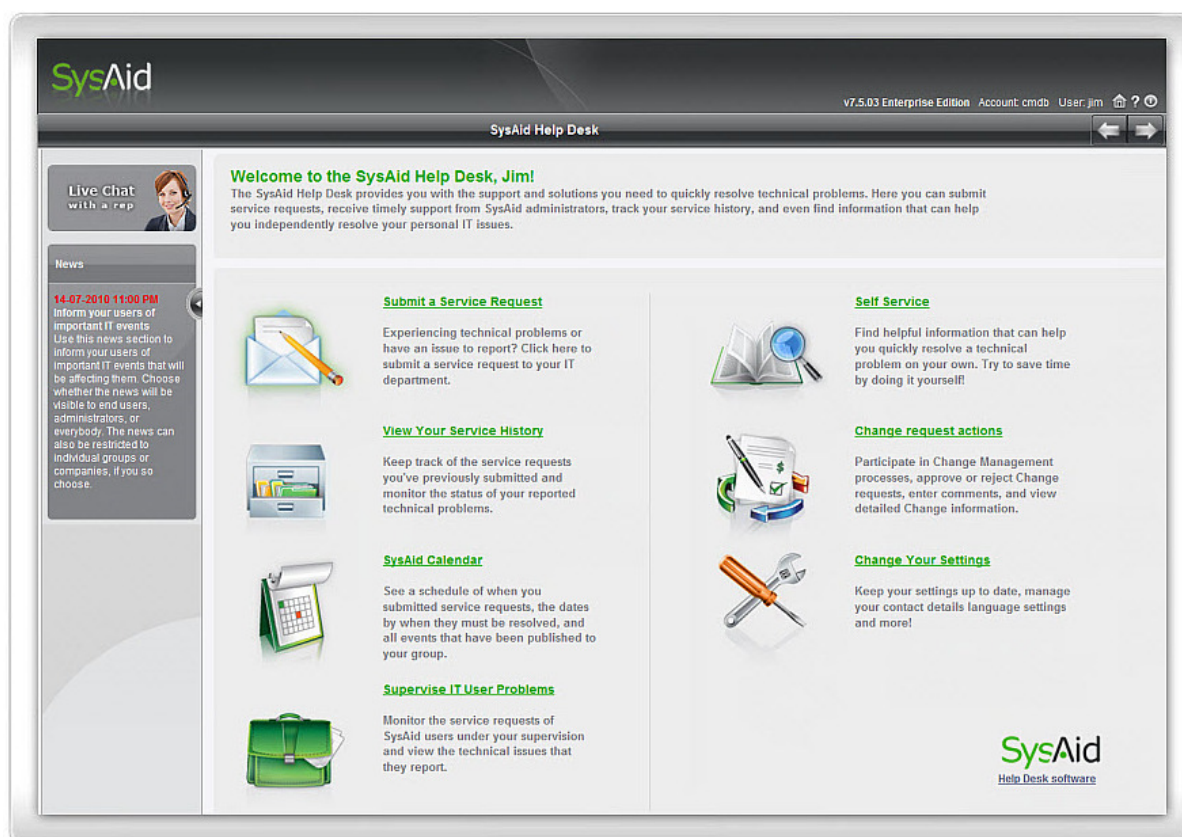 SysAid
v7.5.03 Enterprise Edition Account: cmdb User: jim
SysAid Help Desk
Live Chat
with a rep
News
14-07-2010 11:00 PM
Inform your users of
important IT events
Use this news section to
inform your users of
important IT events that will
be affecting them. Choose
whether the news will be
visible to end users,
administrators, or
everybody. The news can
also be restricted to
individual groups or
companies, if you so
choose.
Welcome to the SysAid Help Desk, Jim!
The SysAid Help Desk provides you with the support and solutions you need to quickly resolve technical problems. Here you can submit
service requests, receive timely support from SysAid administrators, track your service history, and even find information that can help
you independently resolve your personal IT issues.
Submit a Service Request
Experiencing technical problems or
have an issue to report? Click here to
submit a service request to your IT
department.
View Your Service History
Keep track of the service requests
you've previously submitted and
monitor the status of your reported
technical problems.
SysAid Calendar
See a schedule of when you
submitted service requests, the dates
by when they must be resolved, and
all events that have been published to
your group.
Supervise IT User Problems
Monitor the service requests of
SysAid users under your supervision
and view the technical issues that
they report.
Self Service
Find helpful information that can help
you quickly resolve a technical
problem on your own. Try to save time
by doing it yourself!
Change request actions
Participate in Change Management
processes, approve or reject Change
requests, enter comments, and view
detailed Change information.
Change Your Settings
Keep your settings up to date, manage
your contact details language settings
and more!
SysAid
Help Desk software